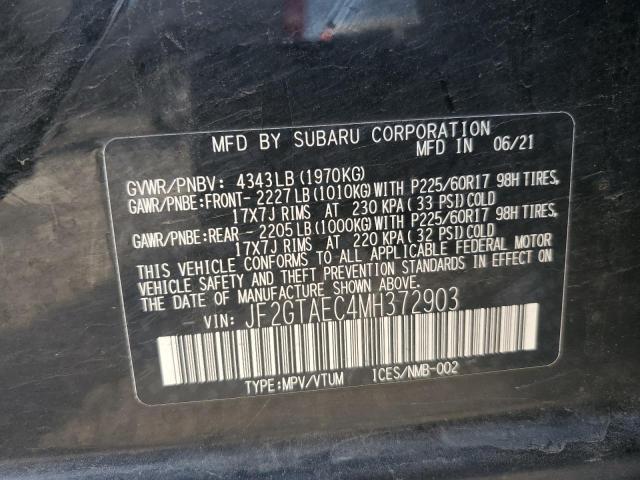 MFD BY SUBARU CORPORATION
MFD IN 06/21
GVWR/PNBV: 4343LB(1970KG)
GAWR/PNBE:FRONT- 2227LB(1010KG)WITH P225/60R17 98H TIRES,
17X7J RIMS AT 230 KPA( 33 PSI)COLD
GAWR/PNBE:REAR - 2205LB(1000KG)WITH P225/60R17 98H TIRES,
17X7J RIMS AT 220 KPA( 32 PSI)COLD
THIS VEHICLE CONFORMS TO ALL APPLICABLE FEDERAL MOTOR
VEHICLE SAFETY AND THEFT PREVENTION STANDARDS IN EFFECT ON
THE DATE OF MANUFACTURE SHOWN ABOVE.
- VIN: JF2GTAEC4MH372903
TYPE:MPV/VTUM ICES/NMB-002